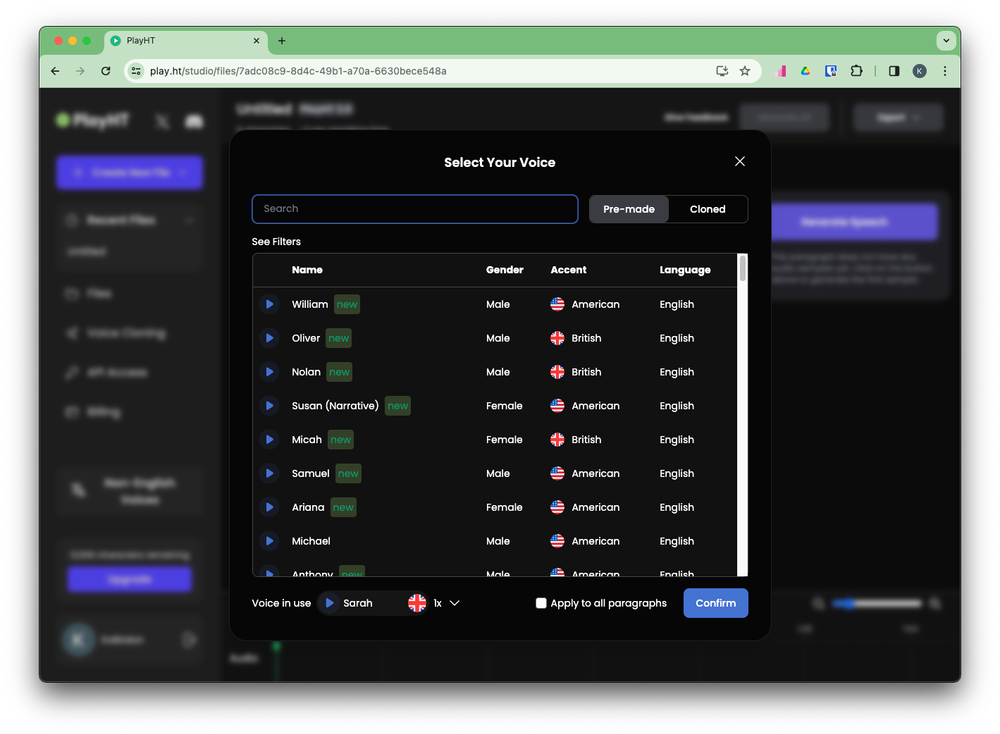 PlayHT
play.ht/studio/files/7adc08c9-8d4c-49b1-a70a-6630bece548a
K
PlayHT
Untitled
Give Feedback
Export
Create New File
Recent Files
Untitled
Files
Voice Cloning
API Access
Billing
Non-English
Voices
Upgrade
K
Select Your Voice
Search
Pre-made Cloned
See Filters
Name Gender Accent Language
William new Male American English
Oliver new Male British English
Nolan new Male British English
Susan (Narrative) new Female American English
Micah new Female British English
Samuel new Male American English
Ariana new Female American English
Michael Male American English
Anthony new Male American English
Voice in use Sarah 1x Apply to all paragraphs Confirm
Generate Speech
Audio